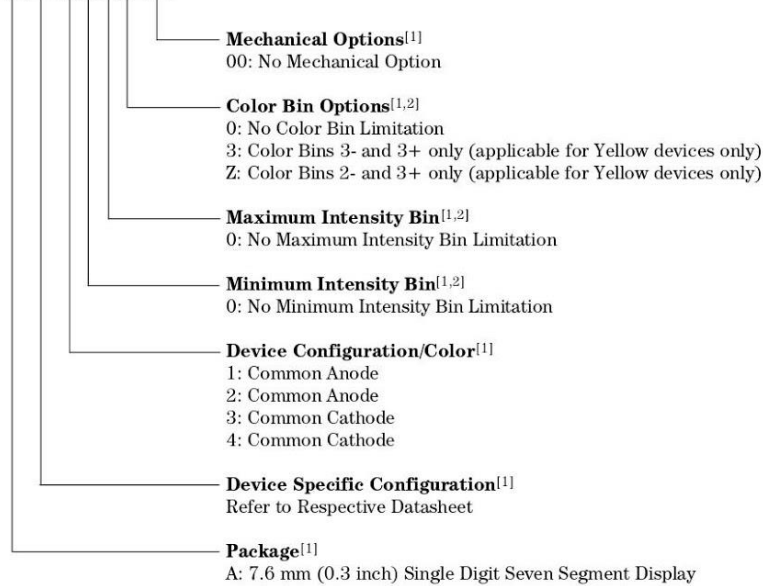 Mechanical Options[1]
00: No Mechanical Option
Color Bin Options[1,2]
0: No Color Bin Limitation
3: Color Bins 3- and 3+ only (applicable for Yellow devices only)
Z: Color Bins 2- and 3+ only (applicable for Yellow devices only)
Maximum Intensity Bin[1,2]
0: No Maximum Intensity Bin Limitation
Minimum Intensity Bin[1,2]
0: No Minimum Intensity Bin Limitation
Device Configuration/Color[1]
1: Common Anode
2: Common Anode
3: Common Cathode
4: Common Cathode
Device Specific Configuration[1]
Refer to Respective Datasheet
Package[1]
A: 7.6 mm (0.3 inch) Single Digit Seven Segment Display